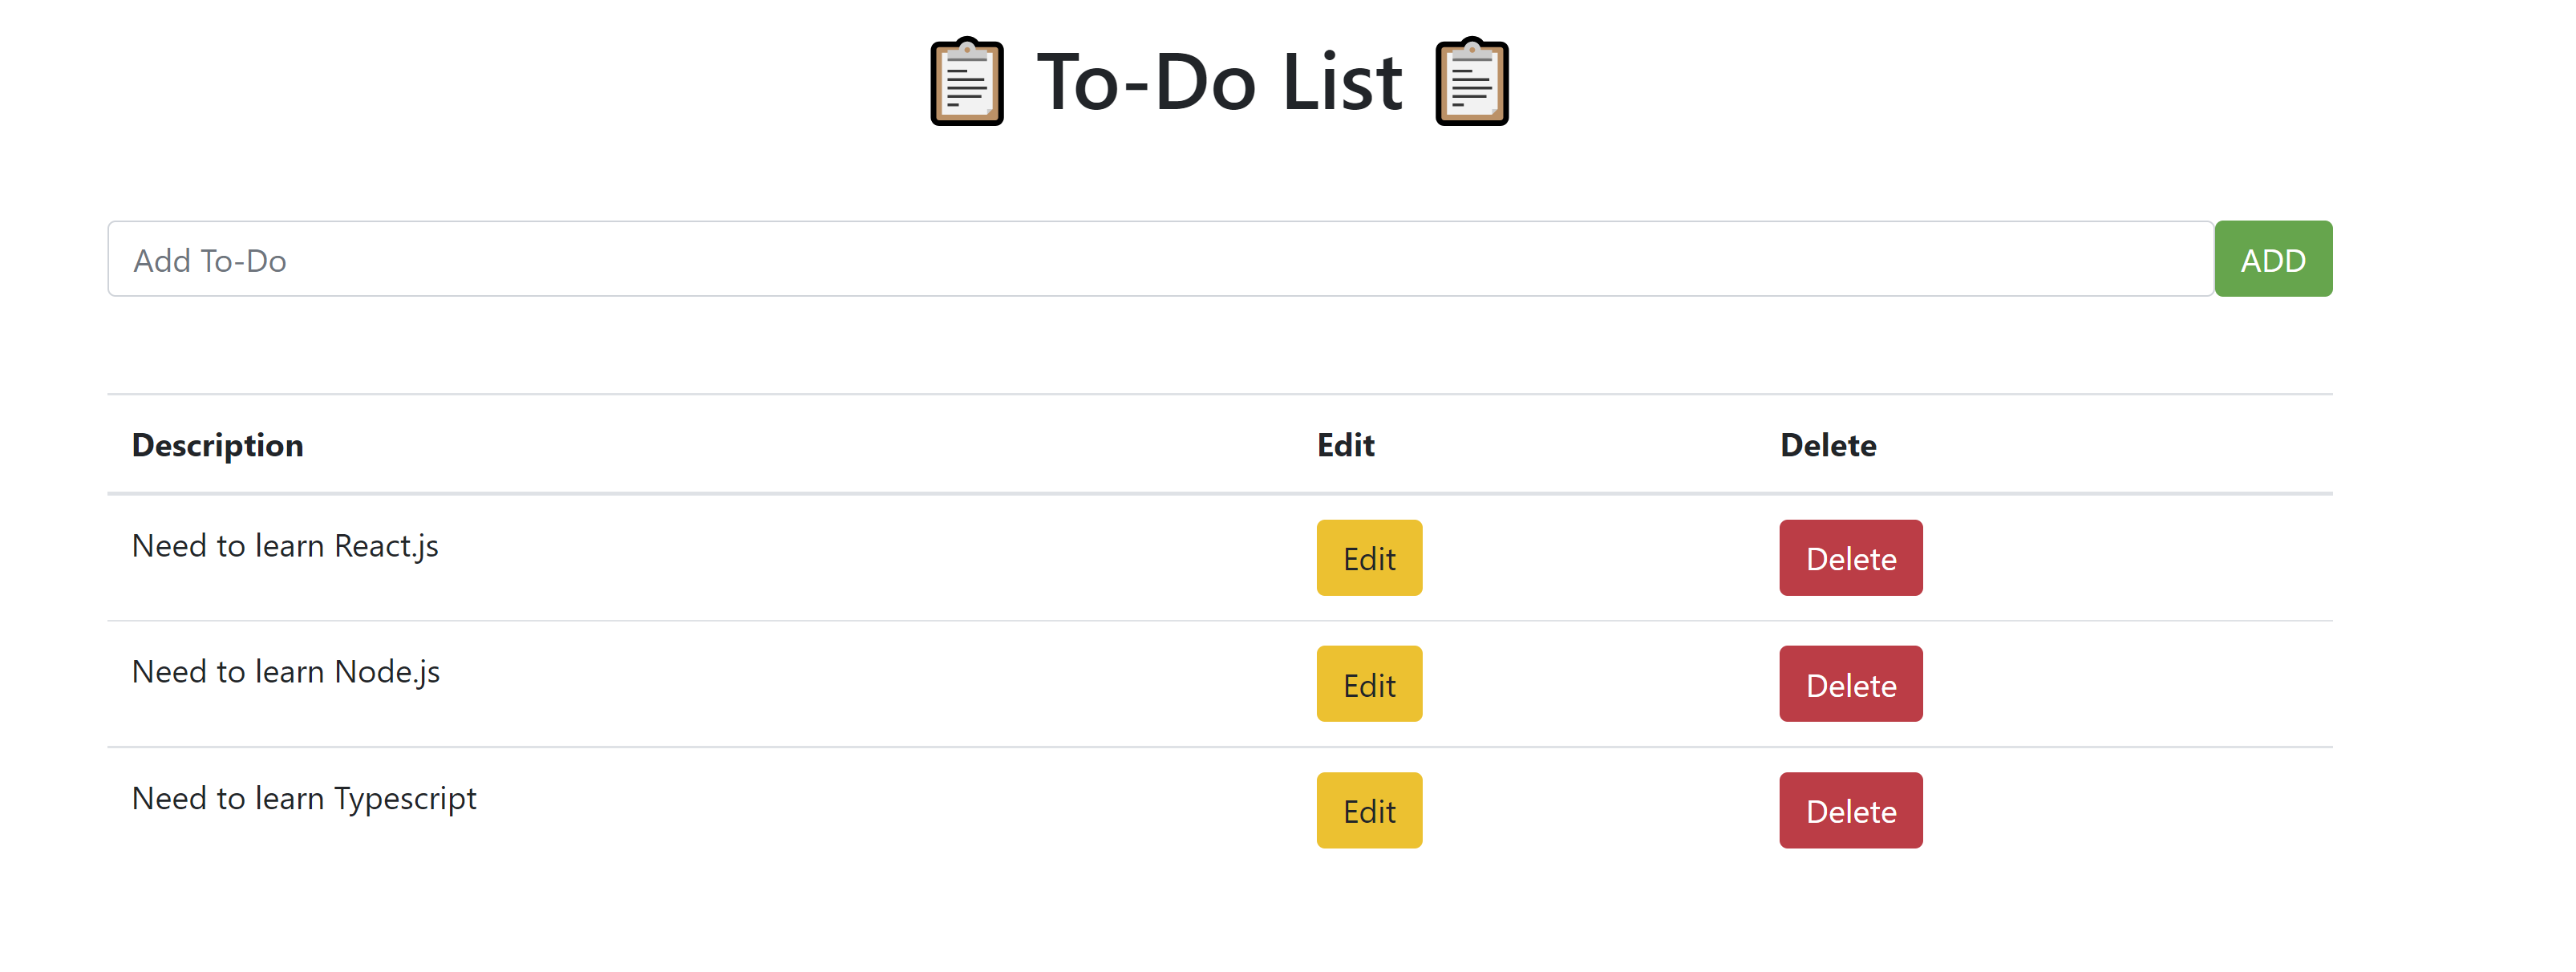 To-Do List
Add To-Do ADD
Description Edit Delete
Need to learn React.js Edit Delete
Need to learn Node.js Edit Delete
Need to learn Typescript Edit Delete